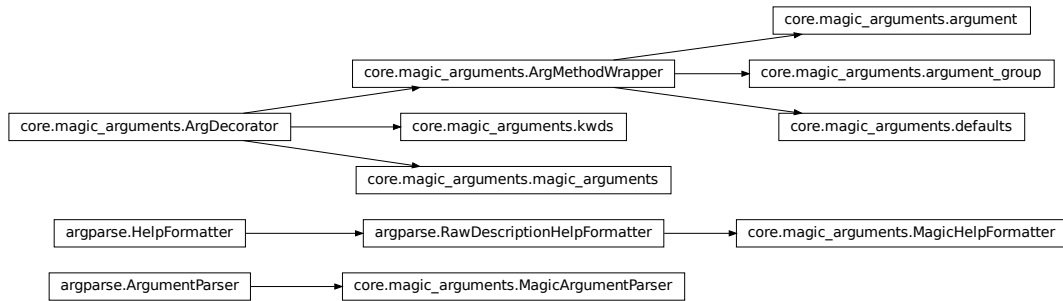 core.magic_arguments.argument
core.magic_arguments.ArgMethodWrapper
core.magic_arguments.argument_group
core.magic_arguments.ArgDecorator
core.magic_arguments.kwds
core.magic_arguments.defaults
core.magic_arguments.magic_arguments
argparse.HelpFormatter
argparse.RawDescriptionHelpFormatter
core.magic_arguments.MagicHelpFormatter
argparse.ArgumentParser
core.magic_arguments.MagicArgumentParser